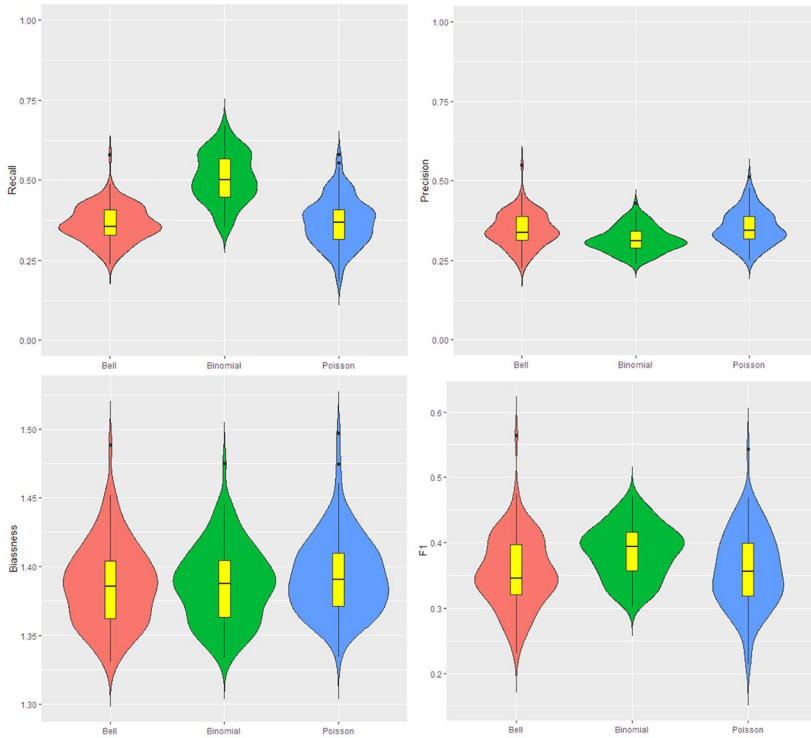 1.00
0.75
0.50
0.25
0.00
Recall
Bell
Binomial
Poisson
1.00
0.75
0.50
0.25
0.00
Precision
Bell
Binomial
Poisson
1.50
1.45
1.40
1.35
1.30
Biassness
Bell
Binomial
Poisson
0.6
0.5
0.4
0.3
0.2
F1
Bell
Binomial
Poisson